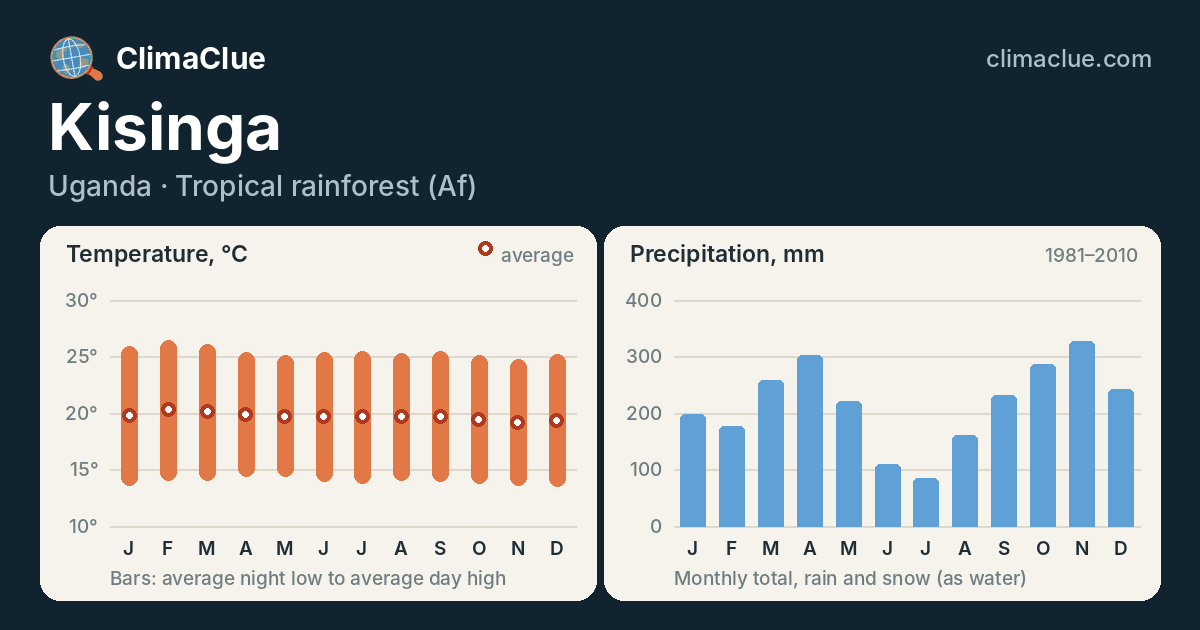 ClimaClue
climaclue.com
Kisinga
Uganda · Tropical rainforest (Af)
Temperature, °C
average
30°
25°
20°
15°
10°
J F M A M J J A S O N D
Bars: average night low to average day high
Precipitation, mm
1981–2010
400
300
200
100
0
J F M A M J J A S O N D
Monthly total, rain and snow (as water)